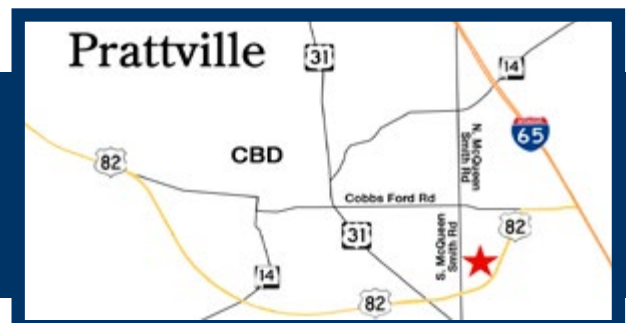 Prattville
31
14
INTERSTATE
65
N. McQueen
Smith Rd
82
CBD
Cobbs Ford Rd
82
31
S. McQueen
Smith Rd
14
82